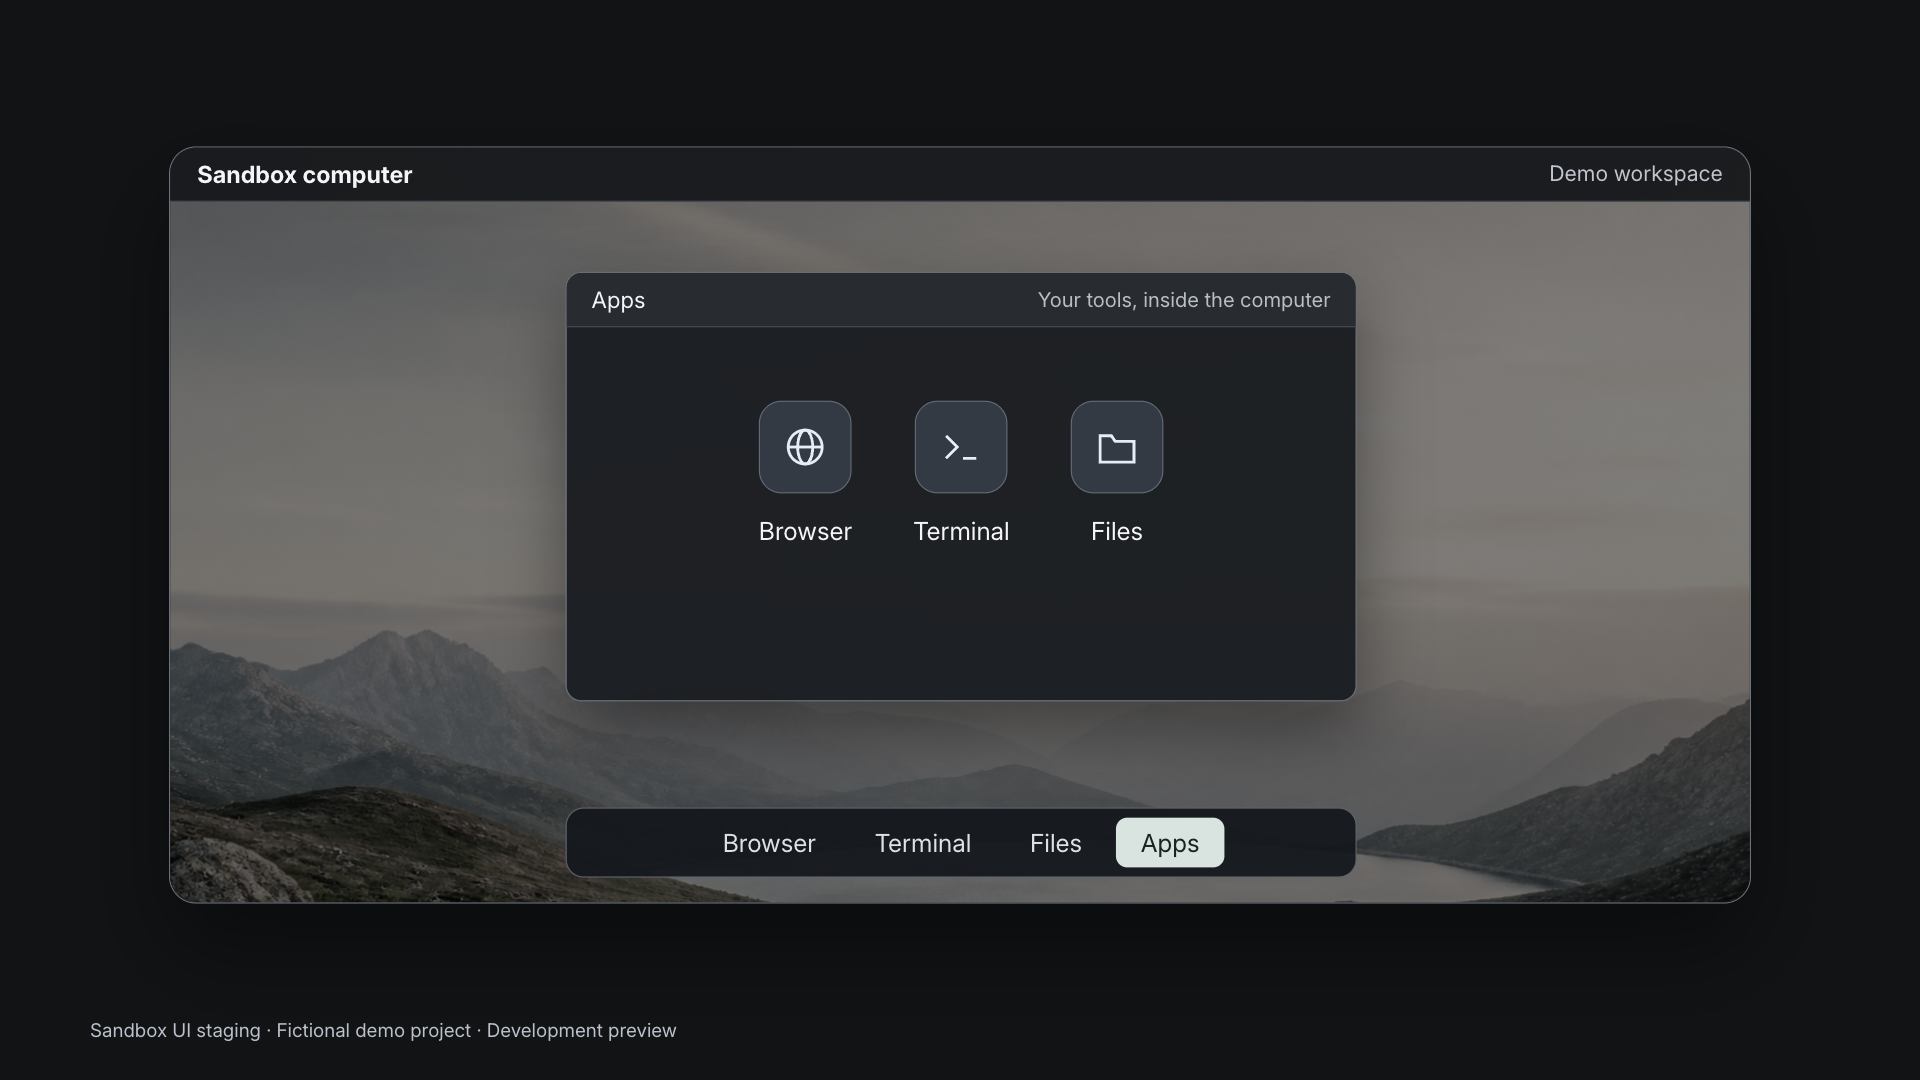 Sandbox computer
Demo workspace
Apps
Your tools, inside the computer
Browser
Terminal
Files
Browser
Terminal
Files
Apps
Sandbox UI staging · Fictional demo project · Development preview